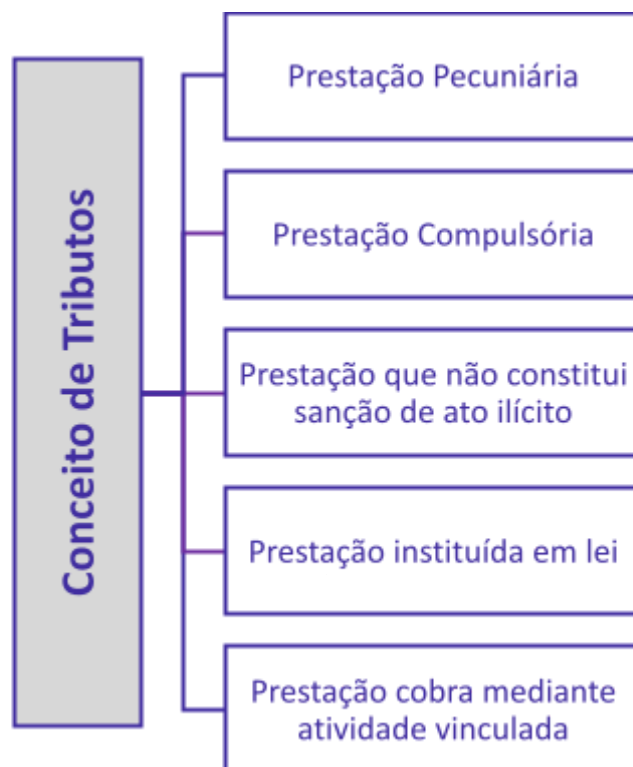 Conceito de Tributos
Prestação Pecuniária
Prestação Compulsória
Prestação que não constitui
sanção de ato ilícito
Prestação instituída em lei
Prestação cobra mediante
atividade vinculada